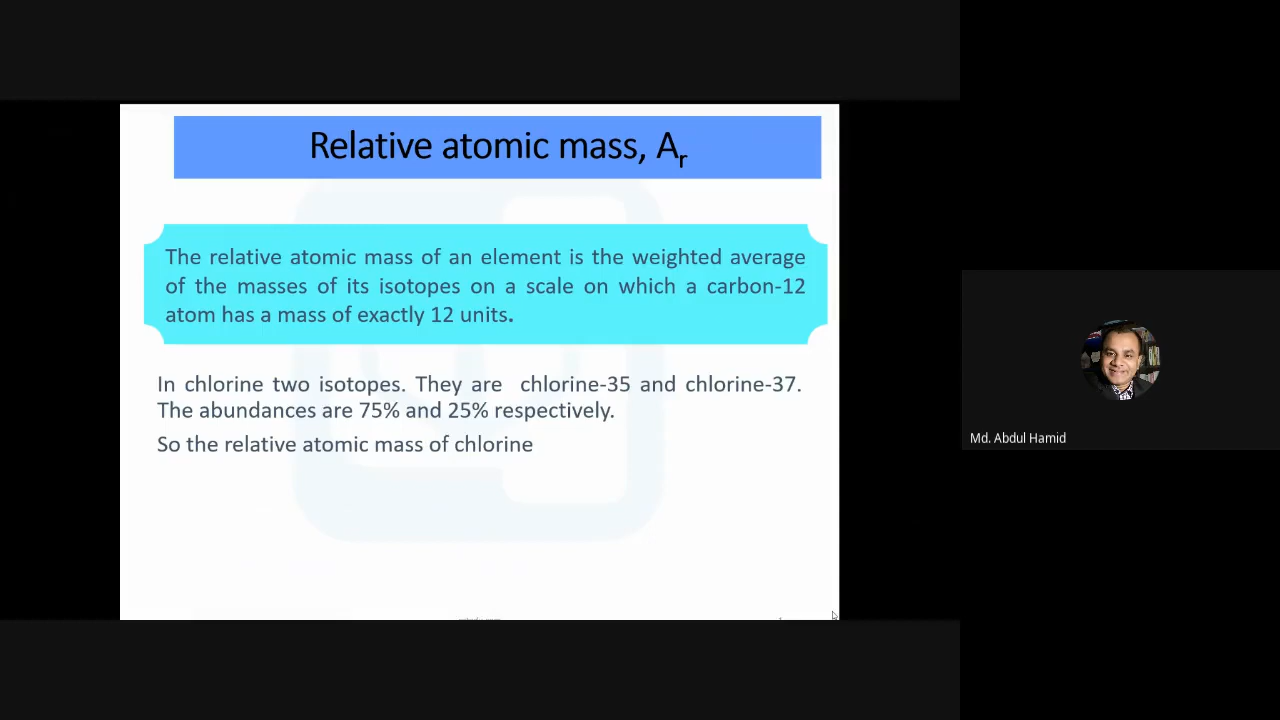 Relative atomic mass, Ar
The relative atomic mass of an element is the weighted average
of the masses of its isotopes on a scale on which a carbon-12
atom has a mass of exactly 12 units.
In chlorine two isotopes. They are chlorine-35 and chlorine-37.
The abundances are 75% and 25% respectively.
So the relative atomic mass of chlorine
Md. Abdul Hamid